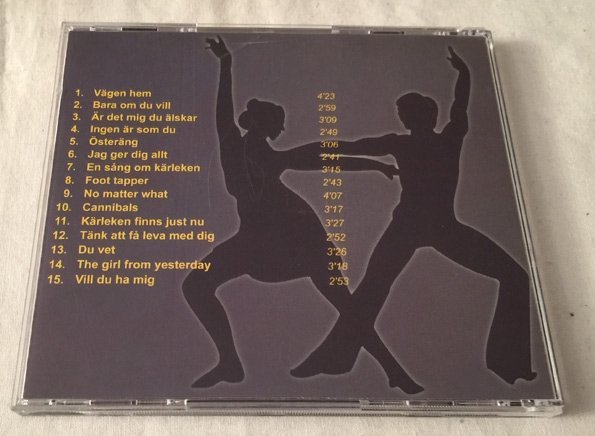 1. Vägen hem 4'23
2. Bara om du vill 2'59
3. Är det mig du älskar 3'09
4. Ingen är som du 2'49
5. Österäng 3'06
6. Jag ger dig allt 2'41
7. En sång om kärleken 3'15
8. Foot tapper 2'43
9. No matter what 4'07
10. Cannibals 3'17
11. Kärleken finns just nu 3'27
12. Tänk att få leva med dig 2'52
13. Du vet 3'26
14. The girl from yesterday 3'18
15. Vill du ha mig 2'53